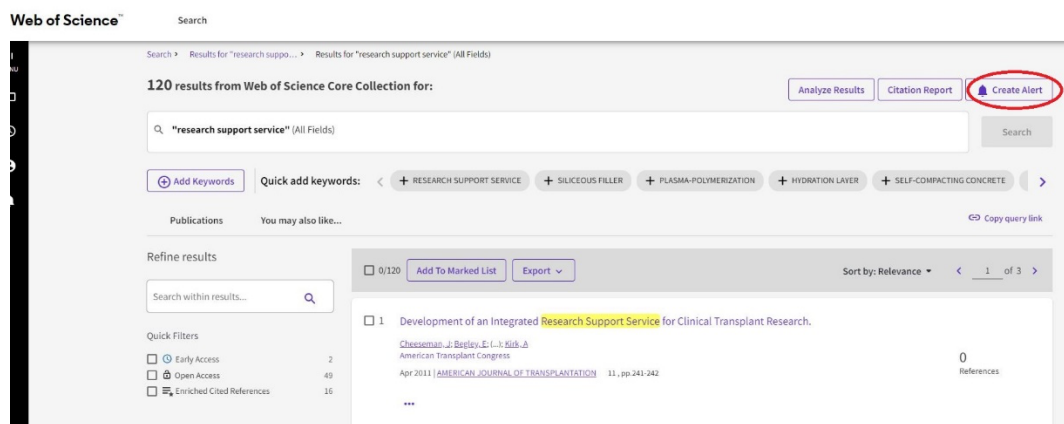 Web of Science™ Search
Search > Results for "research suppo... > Results for "research support service" (All Fields)
NU
120 results from Web of Science Core Collection for:
Analyze Results Citation Report Create Alert
"research support service" (All Fields)
Search
Add Keywords Quick add keywords: < + RESEARCH SUPPORT SERVICE + SILICEOUS FILLER + PLASMA-POLYMERIZATION + HYDRATION LAYER + SELF-COMPACTING CONCRETE >
Publications You may also like... Copy query link
Refine results
0/120 Add To Marked List Export Sort by: Relevance < 1 of 3 >
Search within results...
1 Development of an Integrated Research Support Service for Clinical Transplant Research.
Quick Filters
Cheeseman, J; Begley, E; (...); Kirk, A
American Transplant Congress
0
Early Access 2
Apr 2011 | AMERICAN JOURNAL OF TRANSPLANTATION 11 , pp.241-242
References
Open Access 49
Enriched Cited References 16
...